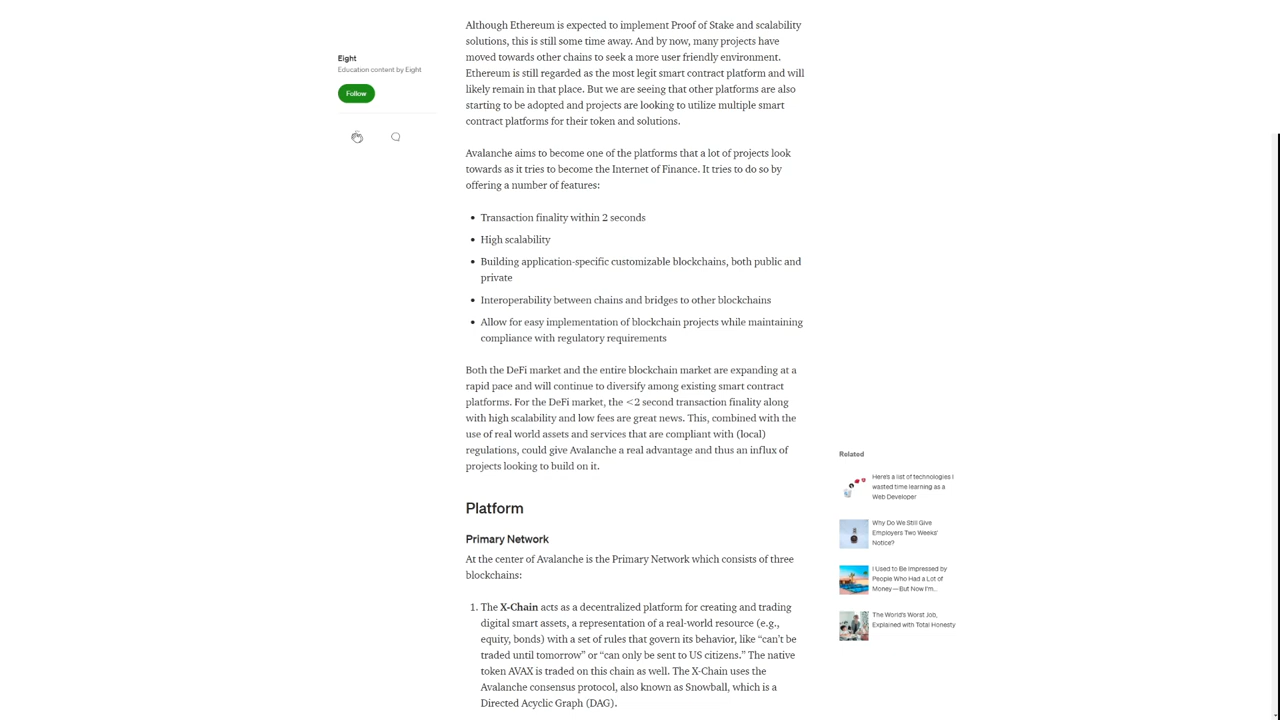 Eight
Education content by Eight
Follow
Although Ethereum is expected to implement Proof of Stake and scalability
solutions, this is still some time away. And by now, many projects have
moved towards other chains to seek a more user friendly environment.
Ethereum is still regarded as the most legit smart contract platform and will
likely remain in that place. But we are seeing that other platforms are also
starting to be adopted and projects are looking to utilize multiple smart
contract platforms for their token and solutions.
Avalanche aims to become one of the platforms that a lot of projects look
towards as it tries to become the Internet of Finance. It tries to do so by
offering a number of features:
• Transaction finality within 2 seconds
• High scalability
• Building application-specific customizable blockchains, both public and
private
• Interoperability between chains and bridges to other blockchains
• Allow for easy implementation of blockchain projects while maintaining
compliance with regulatory requirements
Both the DeFi market and the entire blockchain market are expanding at a
rapid pace and will continue to diversify among existing smart contract
platforms. For the DeFi market, the <2 second transaction finality along
with high scalability and low fees are great news. This, combined with the
use of real world assets and services that are compliant with (local)
regulations, could give Avalanche a real advantage and thus an influx of
projects looking to build on it.
Platform
Primary Network
At the center of Avalanche is the Primary Network which consists of three
blockchains:
1. The X-Chain acts as a decentralized platform for creating and trading
digital smart assets, a representation of a real-world resource (e.g.,
equity, bonds) with a set of rules that govern its behavior, like “can’t be
traded until tomorrow” or “can only be sent to US citizens.” The native
token AVAX is traded on this chain as well. The X-Chain uses the
Avalanche consensus protocol, also known as Snowball, which is a
Directed Acyclic Graph (DAG).
Related
Here's a list of technologies I
wasted time learning as a
Web Developer
Why Do We Still Give
Employers Two Weeks'
Notice?
I Used to Be Impressed by
People Who Had a Lot of
Money — But Now I'm...
The World's Worst Job,
Explained with Total Honesty